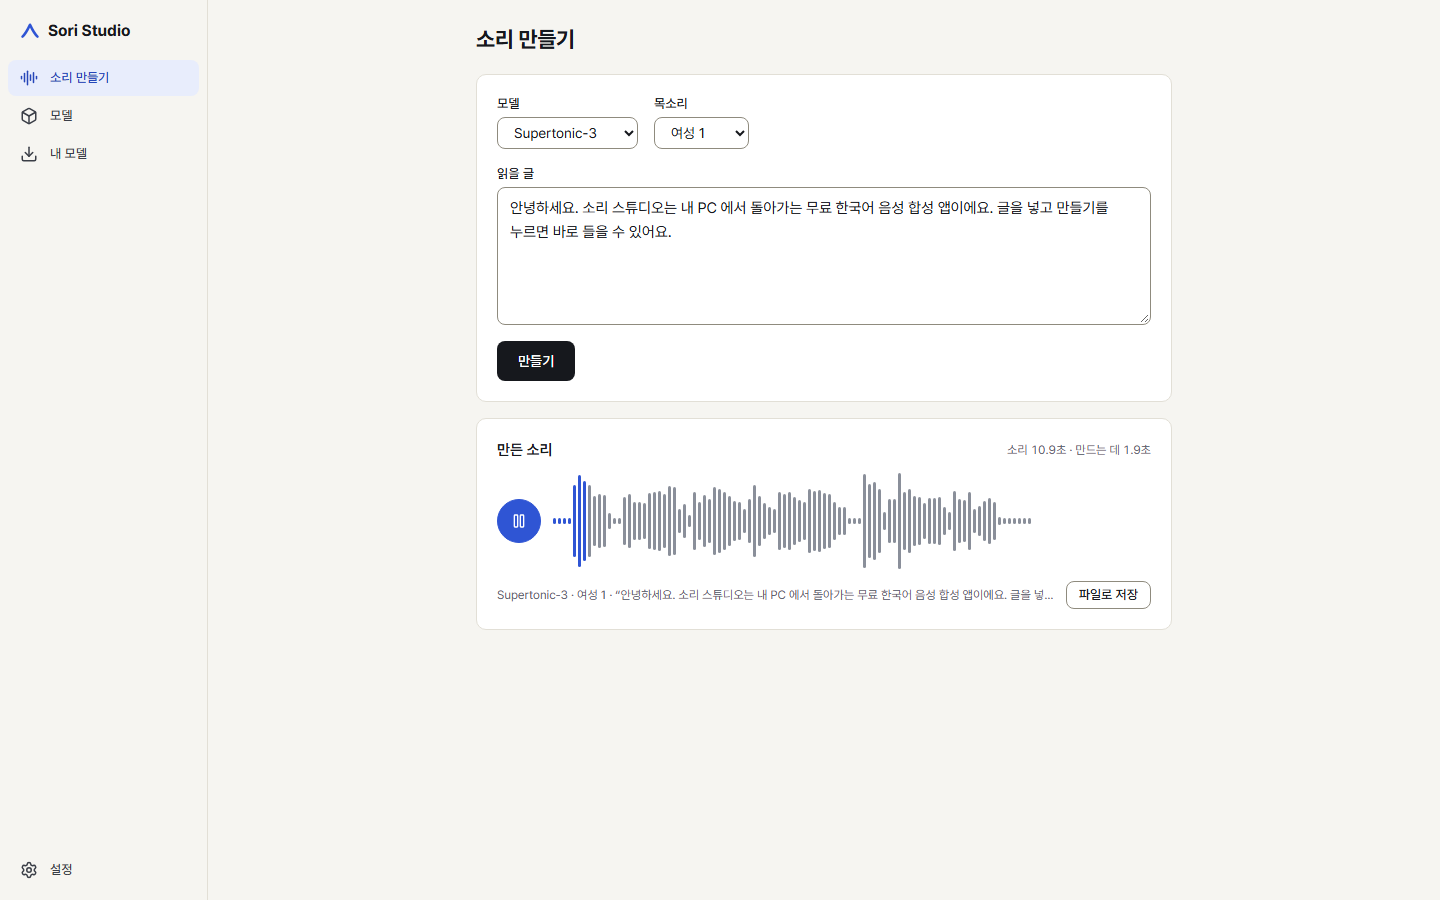 Sori Studio
소리 만들기
모델
내 모델
설정
소리 만들기
모델
목소리
Supertonic-3
여성 1
읽을 글
안녕하세요. 소리 스튜디오는 내 PC 에서 돌아가는 무료 한국어 음성 합성 앱이에요. 글을 넣고 만들기를
누르면 바로 들을 수 있어요.
만들기
만든 소리
소리 10.9초 · 만드는 데 1.9초
Supertonic-3 · 여성 1 · “안녕하세요. 소리 스튜디오는 내 PC 에서 돌아가는 무료 한국어 음성 합성 앱이에요. 글을 넣...
파일로 저장